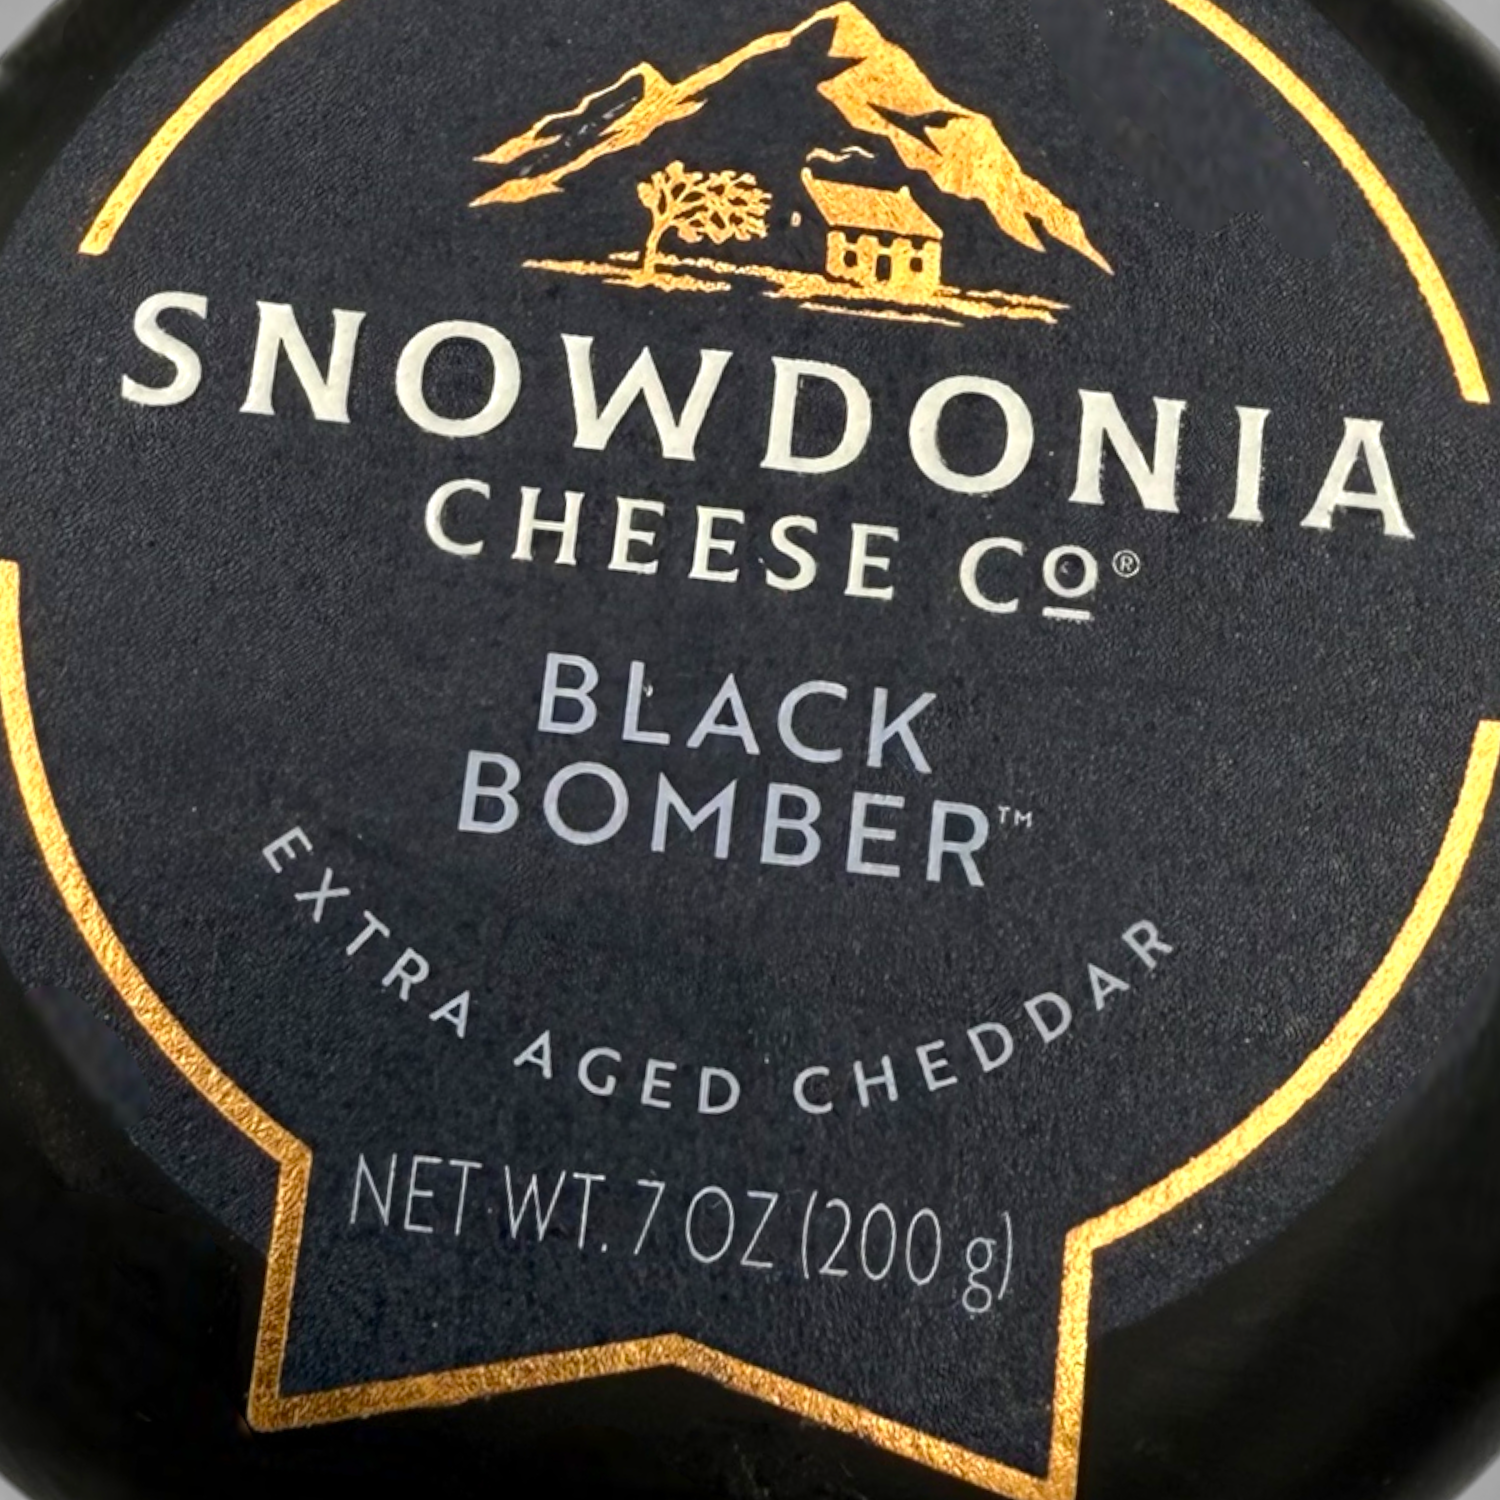 SNOWDONIA
CHEESE Cº®
BLACK
BOMBER™
EXTRA AGED CHEDDAR
NET WT. 7 OZ (200 g)